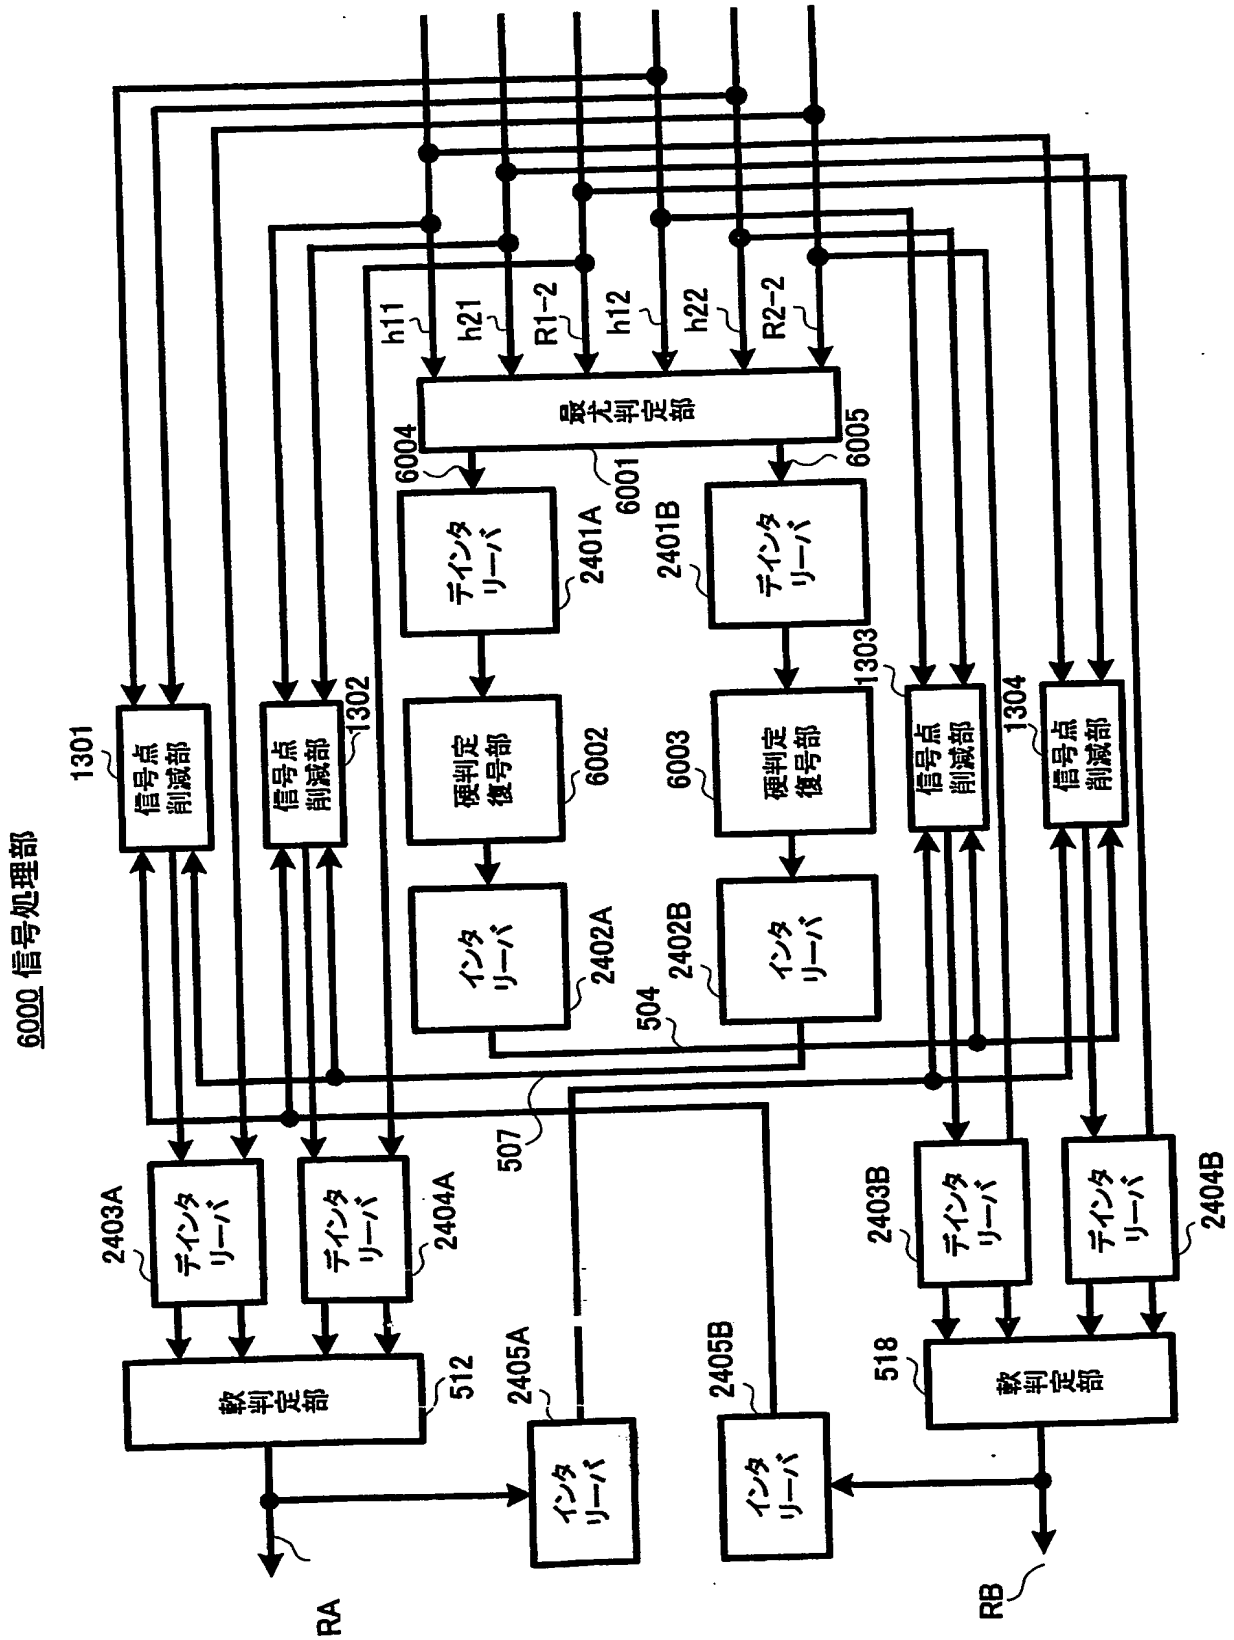 6000 信号処理部
1301
信号点
削減部
1302
信号点
削減部
h11
h21
R1-2
h12
h22
R2-2
最尤判定部
6001
6004
6005
デインタ
リーバ
2401A
デインタ
リーバ
2401B
硬判定
復号部
6002
硬判定
復号部
6003
インタ
リーバ
2402A
インタ
リーバ
2402B
1303
信号点
削減部
1304
信号点
削減部
504
507
2403A
デインタ
リーバ
デインタ
リーバ
2404A
2403B
デインタ
リーバ
デインタ
リーバ
2404B
軟判定部
512
518
軟判定部
2405A
インタ
リーバ
2405B
インタ
リーバ
RA
RB